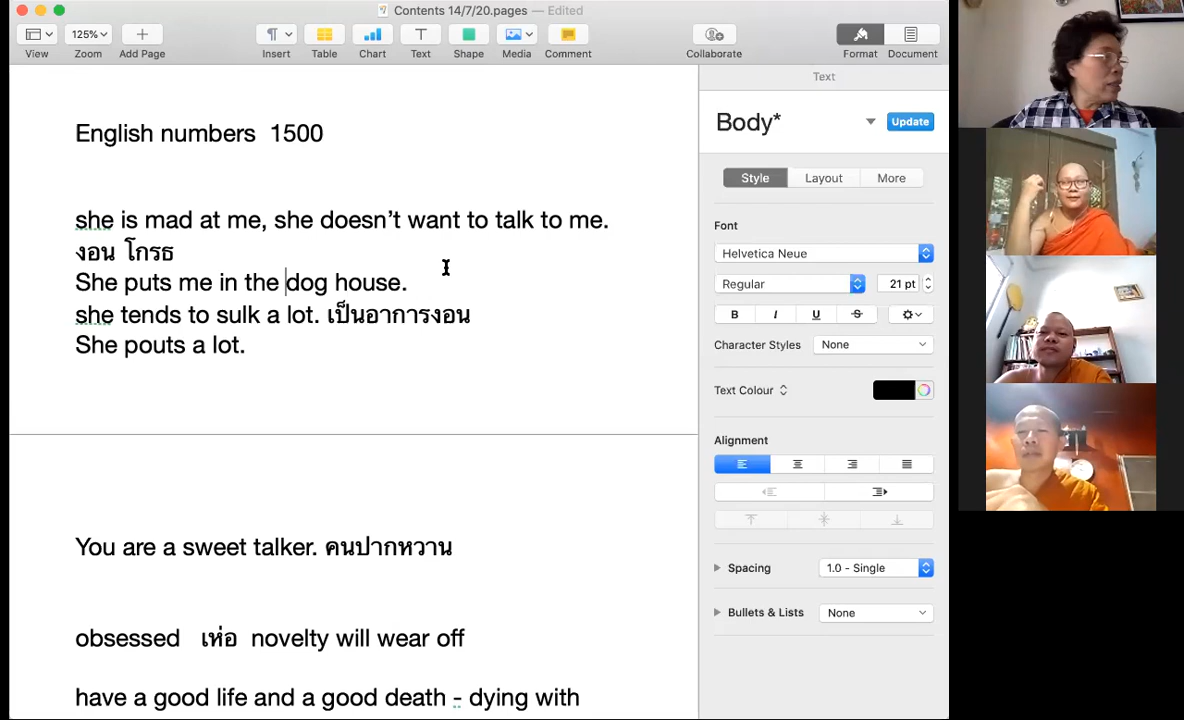 Contents 14/7/20.pages — Edited
125%
View
Zoom
Add Page
Insert
Table
Chart
Text
Shape
Media
Comment
Collaborate
Format
Document
English numbers 1500
she is mad at me, she doesn't want to talk to me.
งอน โกรธ
She puts me in the dog house.
she tends to sulk a lot. เป็นอาการงอน
She pouts a lot.
You are a sweet talker. คนปากหวาน
obsessed เห่อ novelty will wear off
have a good life and a good death - dying with
Text
Body*
Update
Style
Layout
More
Font
Helvetica Neue
Regular
21 pt
B
I
U
S
Character Styles
None
Text Colour
Alignment
Spacing
1.0 - Single
Bullets & Lists
None